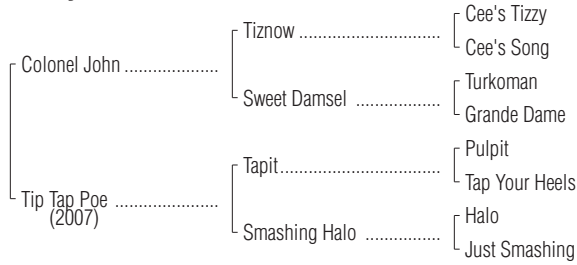 Cee's Tizzy
Tiznow ........................
Cee's Song
Colonel John ...................
Turkoman
Sweet Damsel ................
Grande Dame
Pulpit
Tapit............................
Tap Your Heels
Tip Tap Poe .....................
(2007)
Halo
Smashing Halo ...............
Just Smashing